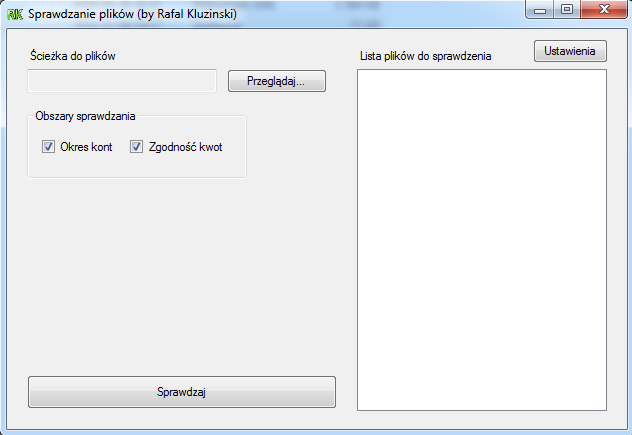 RK Sprawdzanie plików (by Rafal Kluzinski)
Ścieżka do plików
Przeglądaj...
Obszary sprawdzania
Okres kont
Zgodność kwot
Sprawdzaj
Lista plików do sprawdzenia
Ustawienia